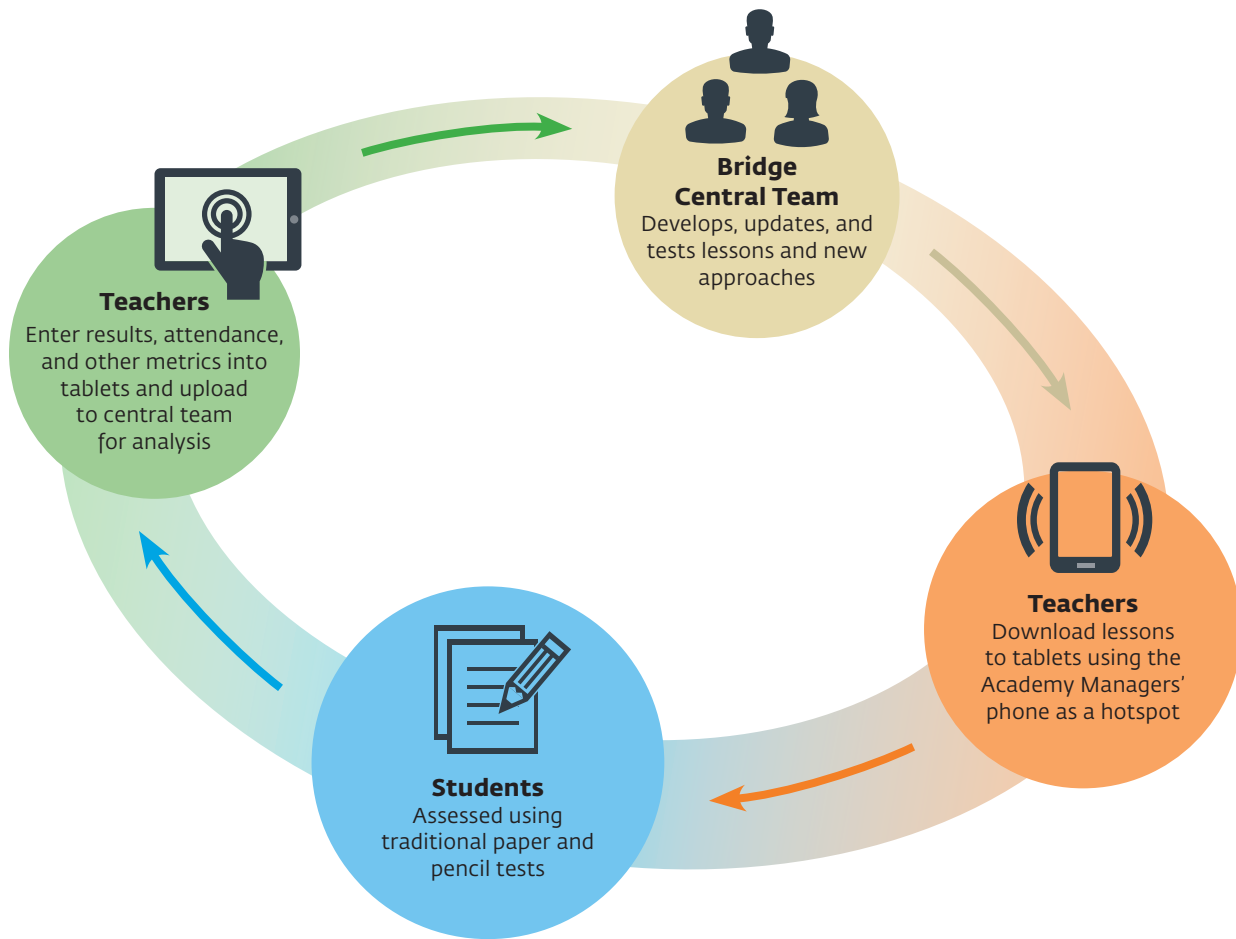 Bridge
Central Team
Develops, updates, and
tests lessons and new
approaches
Teachers
Download lessons
to tablets using the
Academy Managers’
phone as a hotspot
Students
Assessed using
traditional paper and
pencil tests
Teachers
Enter results, attendance,
and other metrics into
tablets and upload
to central team
for analysis